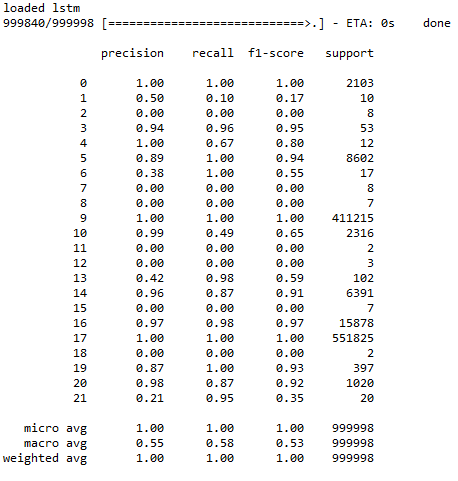 loaded lstm
999840/999998 [============================>.] - ETA: 0s    done
precision    recall  f1-score   support
0       1.00      1.00      1.00      2103
1       0.50      0.10      0.17        10
2       0.00      0.00      0.00         8
3       0.94      0.96      0.95        53
4       1.00      0.67      0.80        12
5       0.89      1.00      0.94      8602
6       0.38      1.00      0.55        17
7       0.00      0.00      0.00         8
8       0.00      0.00      0.00         7
9       1.00      1.00      1.00    411215
10       0.99      0.49      0.65      2316
11       0.00      0.00      0.00         2
12       0.00      0.00      0.00         3
13       0.42      0.98      0.59       102
14       0.96      0.87      0.91      6391
15       0.00      0.00      0.00         7
16       0.97      0.98      0.97     15878
17       1.00      1.00      1.00    551825
18       0.00      0.00      0.00         2
19       0.87      1.00      0.93       397
20       0.98      0.87      0.92      1020
21       0.21      0.95      0.35        20
micro avg       1.00      1.00      1.00    999998
macro avg       0.55      0.58      0.53    999998
weighted avg       1.00      1.00      1.00    999998